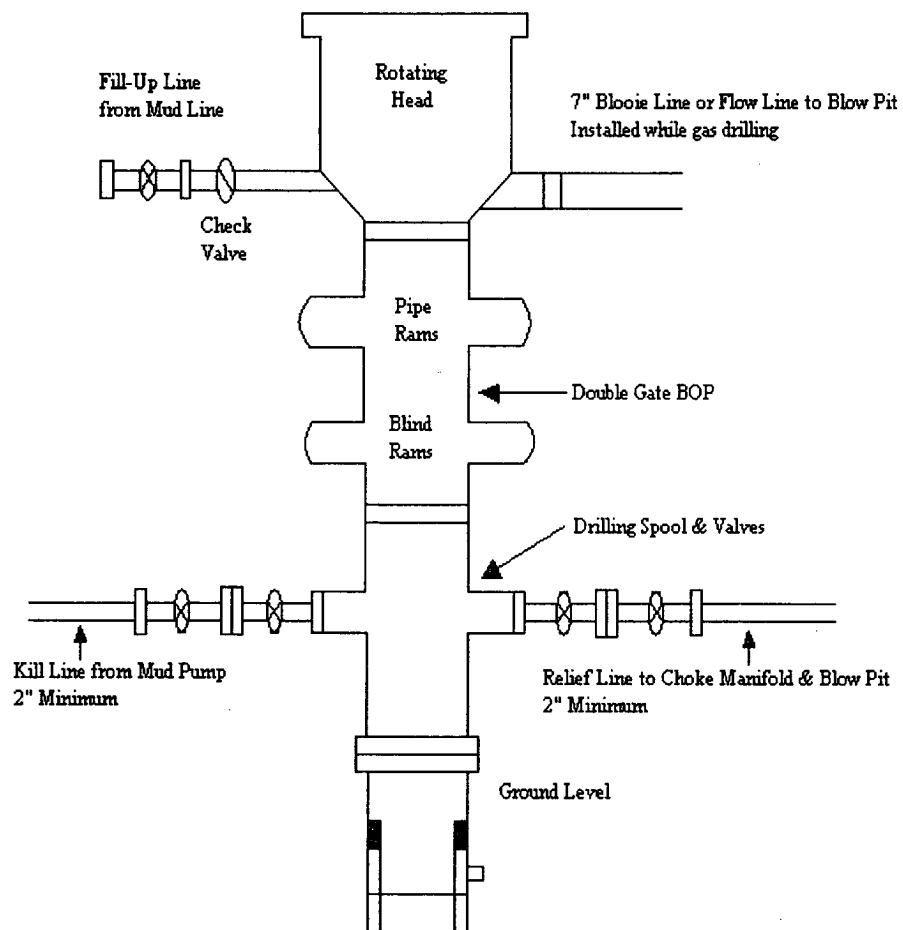 Rotating
Head
Fill-Up Line
from Mud Line
7" Blooie Line or Flow Line to Blow Pit
Installed while gas drilling
Check
Valve
Pipe
Rams
Double Gate BOP
Blind
Rams
Drilling Spool & Valves
Kill Line from Mud Pump
2" Minimum
Relief Line to Choke Manifold & Blow Pit
2" Minimum
Ground Level